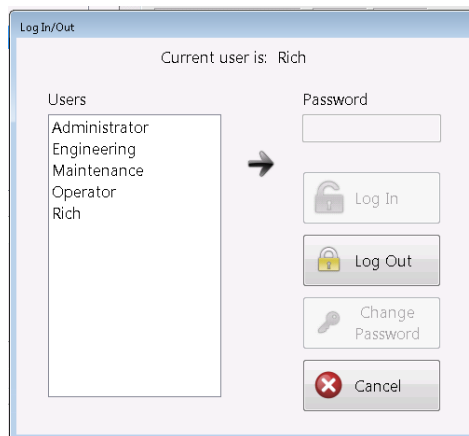 Log In/Out
Current user is: Rich
Users
Administrator
Engineering
Maintenance
Operator
Rich
Password
Log In
Log Out
Change
Password
Cancel